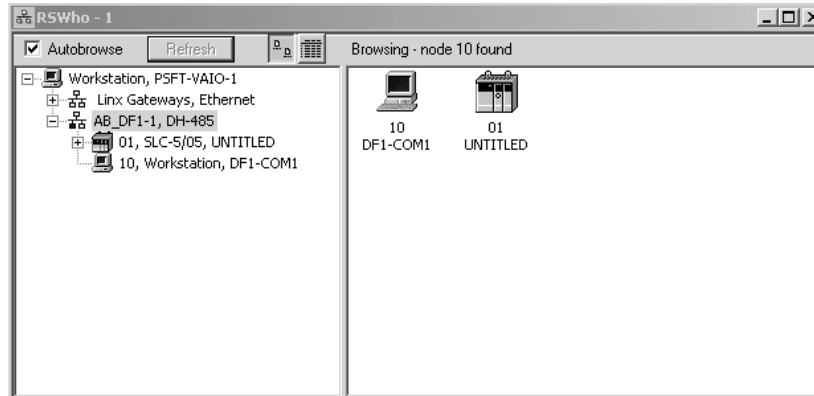 RSWho - 1
Autobrowse Refresh Browsing - node 10 found
Workstation, PSFT-VAIO-1
Linx Gateways, Ethernet
AB_DF1-1, DH-485
01, SLC-5/05, UNTITLED
10, Workstation, DF1-COM1
10
DF1-COM1
01
UNTITLED